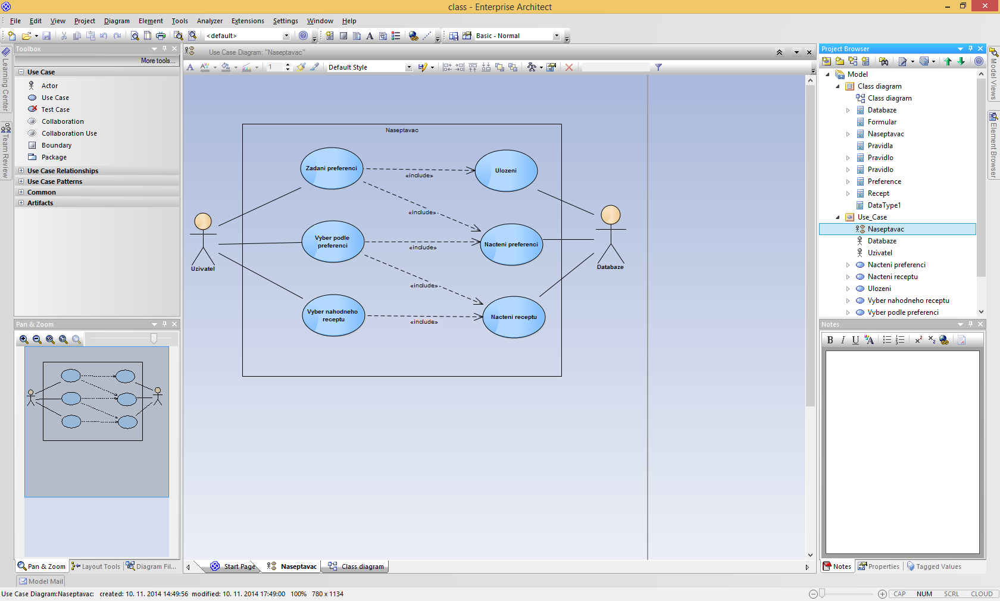 class - Enterprise Architect
File Edit View Project Diagram Element Tools Analyzer Extensions Settings Window Help
<default>
Basic - Normal
Learning Center
Team Review
Toolbox
More tools...
Use Case
Actor
Use Case
Test Case
Collaboration
Collaboration Use
Boundary
Package
Use Case Relationships
Use Case Patterns
Common
Artifacts
Pan & Zoom
Pan & Zoom Layout Tools Diagram Fil...
Model Mail
Use Case Diagram: "Naseptavac"
1
Default Style
Naseptavac
Zadani preferenci
«include»
Ulozeni
«include»
Uzivatel
Vyber podle
preferenci
«include»
Nacteni preferenci
Databaze
«include»
Vyber nahodneho
receptu
«include»
Nacteni receptu
Start Page Naseptavac Class diagram
Project Browser
Model
Class diagram
Class diagram
Databaze
Formular
Naseptavac
Pravidla
Pravidlo
Pravidlo
Preference
Recept
DataType1
Use_Case
Naseptavac
Databaze
Uzivatel
Nacteni preferenci
Nacteni receptu
Ulozeni
Vyber nahodneho receptu
Vyber podle preferenci
Model Views
Element Browser
Notes
B I U A x² x₂
Notes Properties Tagged Values
Use Case Diagram:Naseptavac: created: 10. 11. 2014 14:49:56 modified: 10. 11. 2014 17:49:00 100% 780 x 1134
CAP NUM SCRL CLOUD